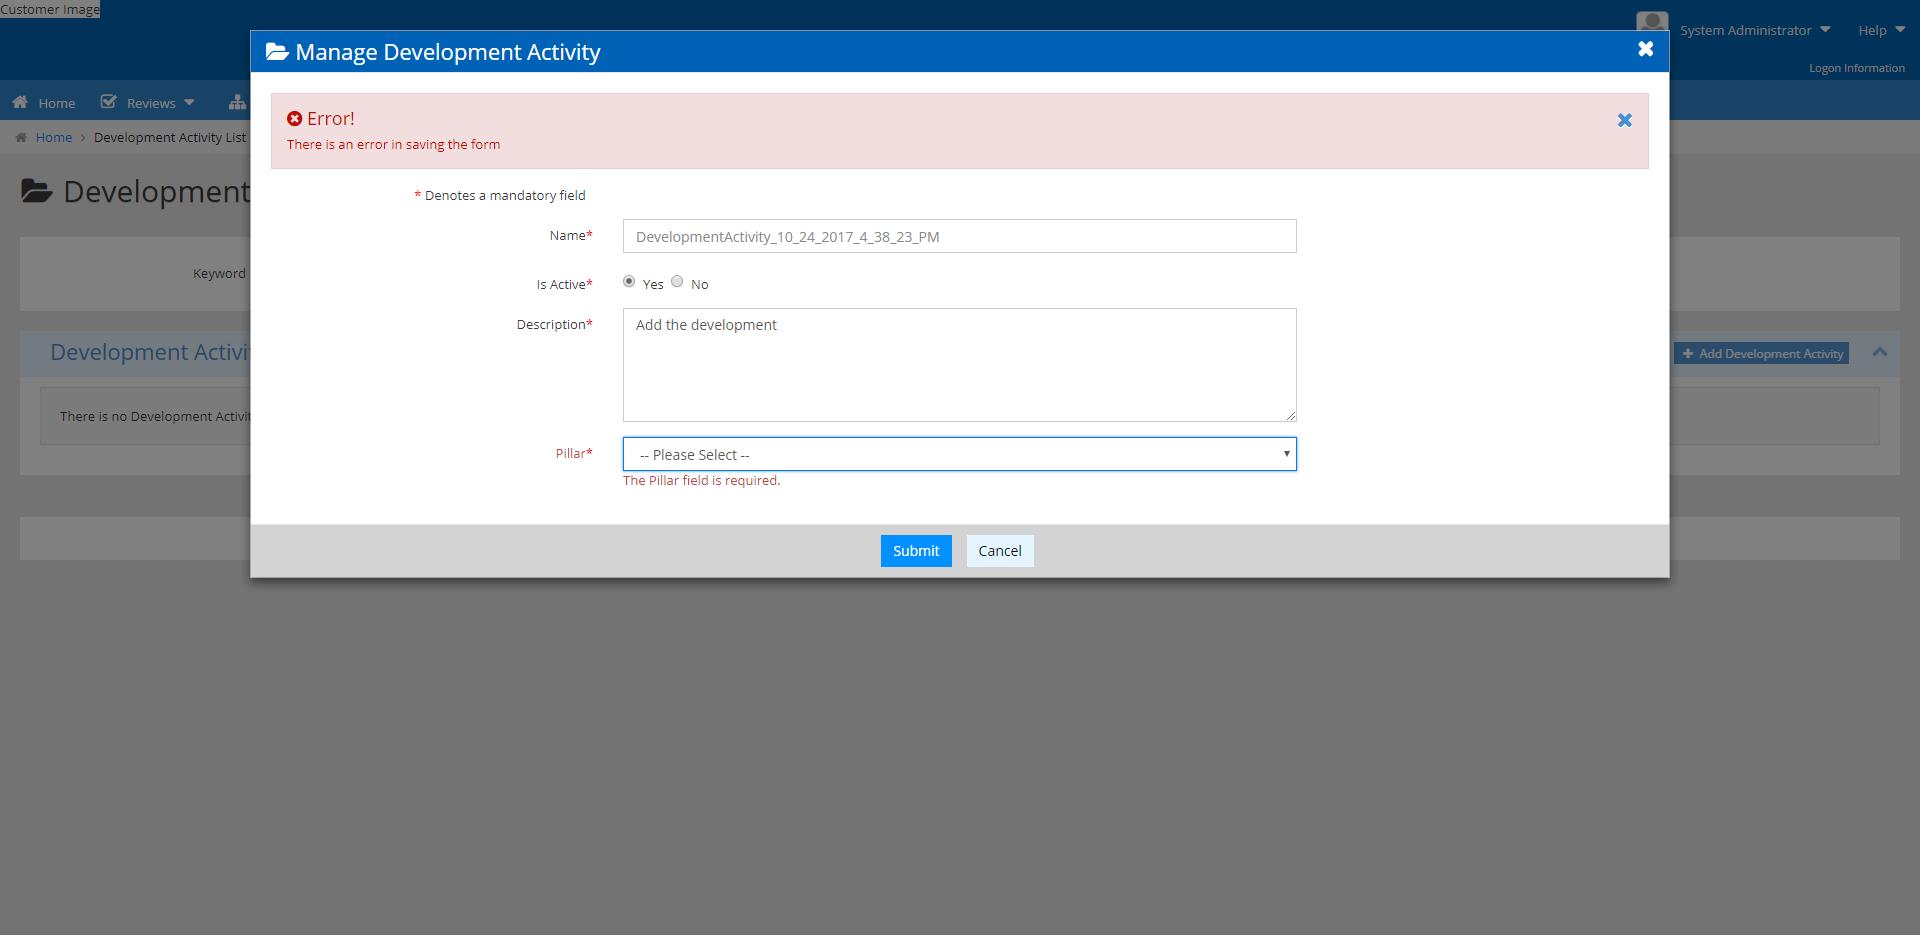 Customer Image
System Administrator
Help
Logon Information
Manage Development Activity
Home
Reviews
Home > Development Activity List
Error!
There is an error in saving the form
* Denotes a mandatory field
Development
Name*
DevelopmentActivity_10_24_2017_4_38_23_PM
Keyword
Is Active*
Yes
No
Description*
Add the development
Development Activi
Add Development Activity
There is no Development Activit
Pillar*
-- Please Select --
The Pillar field is required.
Submit
Cancel